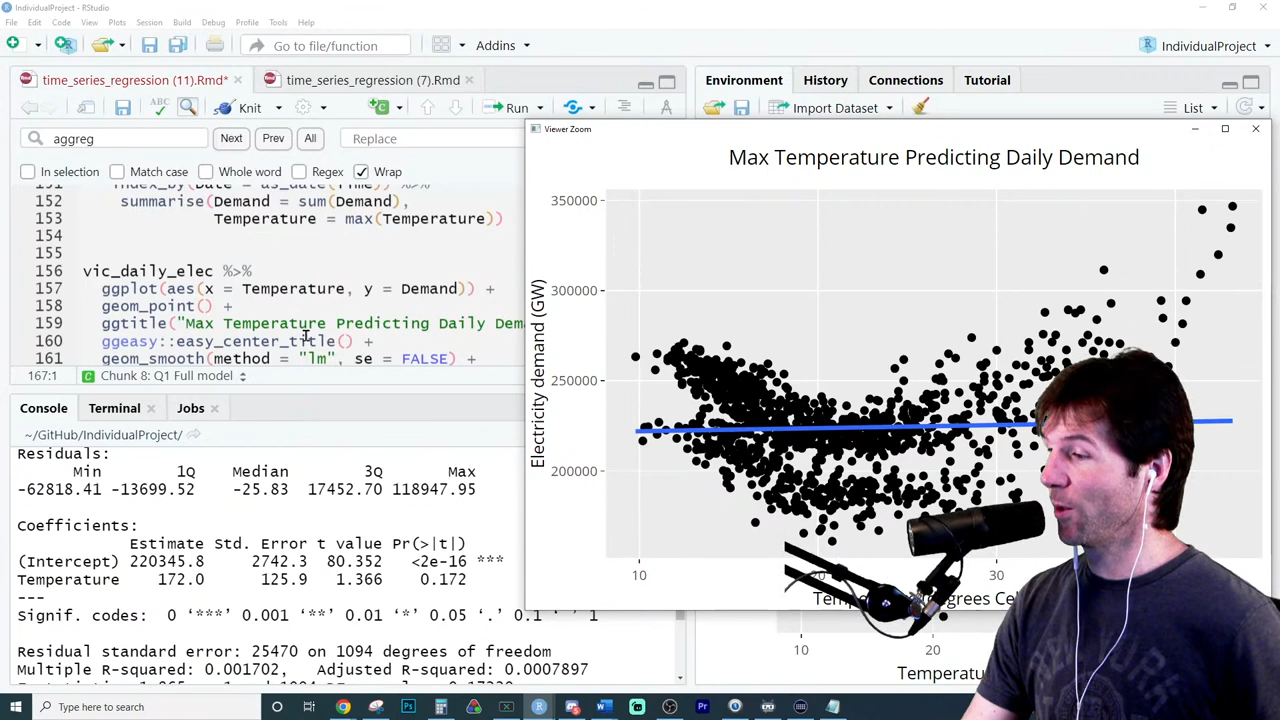 IndividualProject - RStudio
File Edit Code View Plots Session Build Debug Profile Tools Help
Go to file/function
Addins
IndividualProject
time_series_regression (11).Rmd*
time_series_regression (7).Rmd
Environment History Connections Tutorial
Knit
Run
Import Dataset
List
aggreg
Next Prev All
Replace
In selection Match case Whole word Regex Wrap
151 index_by(Date = as_date(Time)) %>%
152 summarise(Demand = sum(Demand),
153 Temperature = max(Temperature))
154
155
156 vic_daily_elec %>%
157 ggplot(aes(x = Temperature, y = Demand)) +
158 geom_point() +
159 ggtitle("Max Temperature Predicting Daily Dem
160 ggeasy::easy_center_title() +
161 geom_smooth(method = "lm", se = FALSE) +
167:1 Chunk 8: Q1 Full model
Console Terminal Jobs
~/GitHub/IndividualProject/
Residuals:
Min 1Q Median 3Q Max
-62818.41 -13699.52 -25.83 17452.70 118947.95
Coefficients:
Estimate Std. Error t value Pr(>|t|)
(Intercept) 220345.8 2742.3 80.352 <2e-16 ***
Temperature 172.0 125.9 1.366 0.172
---
Signif. codes: 0 ‘***’ 0.001 ‘**’ 0.01 ‘*’ 0.05 ‘.’ 0.1 ‘ ’ 1
Residual standard error: 25470 on 1094 degrees of freedom
Multiple R-squared: 0.001702, Adjusted R-squared: 0.0007897
Viewer Zoom
Max Temperature Predicting Daily Demand
350000
300000
250000
200000
Electricity demand (GW)
10 20 30
10 20
Temperature
Type here to search